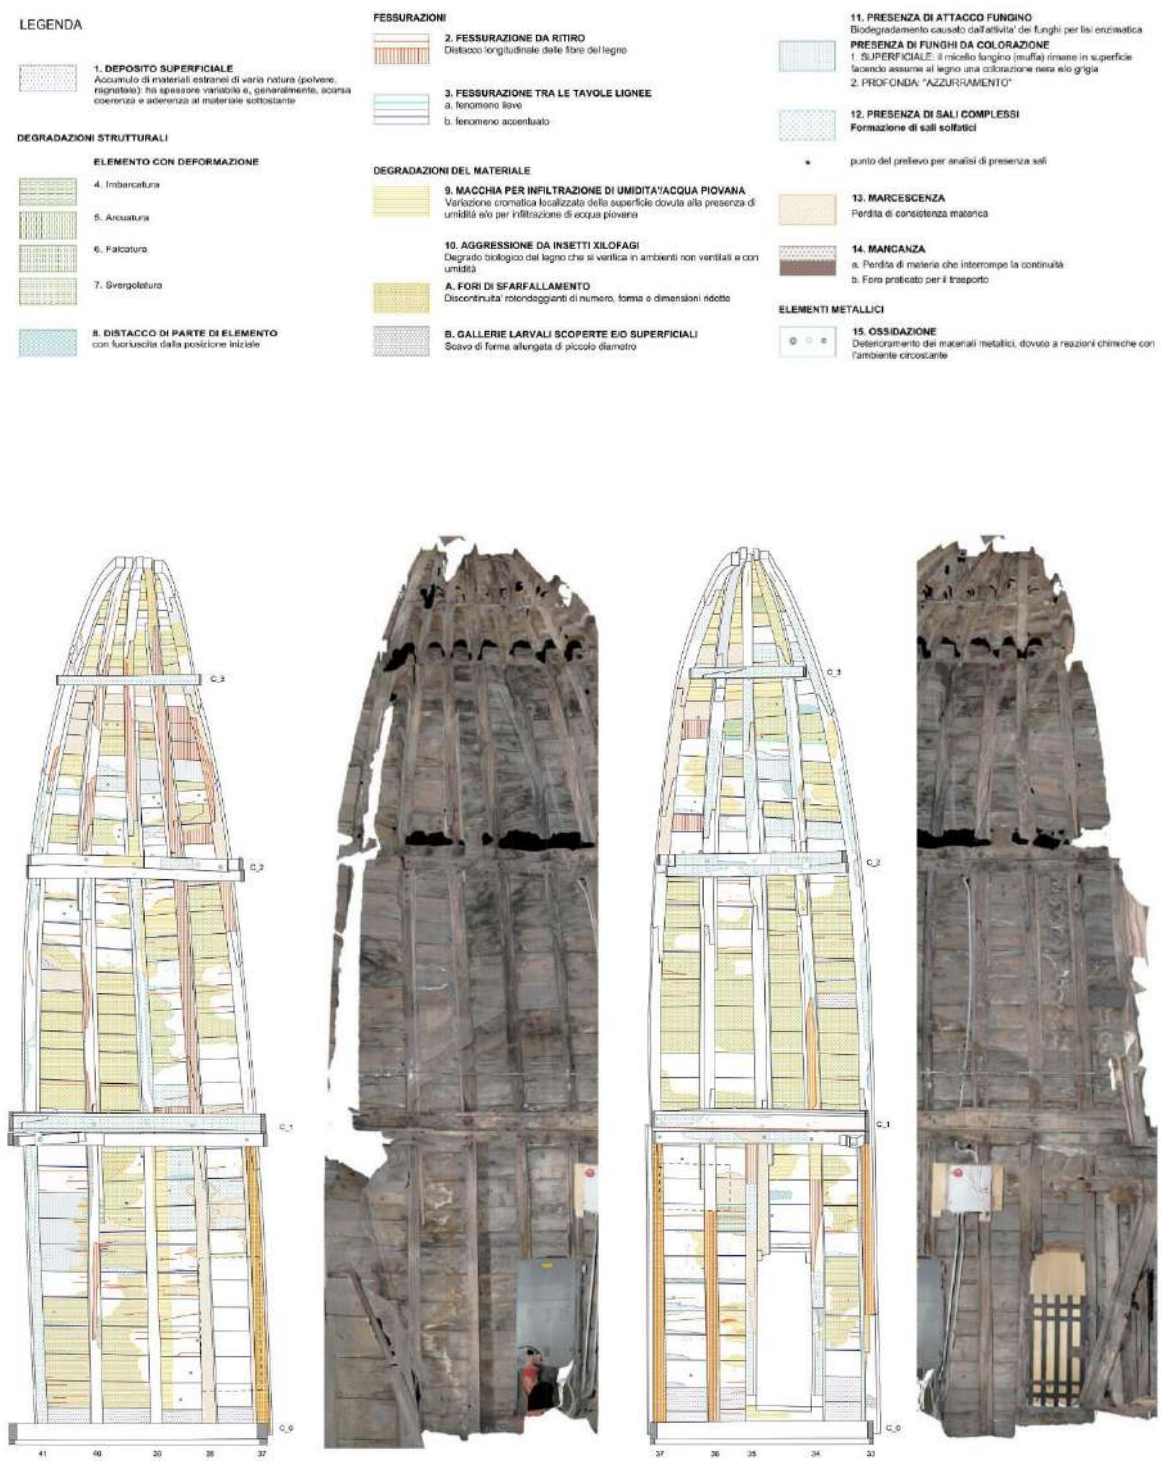 LEGENDA
1. DEPOSITO SUPERFICIALE
Accumulo di materiali estranei di varia natura (polvere,
ragnatele): ha spessore variabile e, generalmente, scarsa
coerenza e aderenza al materiale sottostante
DEGRADAZIONI STRUTTURALI
ELEMENTO CON DEFORMAZIONE
4. Imbarcatura
5. Arcuatura
6. Falcatura
7. Svergolatura
8. DISTACCO DI PARTE DI ELEMENTO
con fuoriuscita dalla posizione iniziale
FESSURAZIONI
2. FESSURAZIONE DA RITIRO
Distacco longitudinale delle fibre del legno
3. FESSURAZIONE TRA LE TAVOLE LIGNEE
a. fenomeno lieve
b. fenomeno accentuato
DEGRADAZIONI DEL MATERIALE
9. MACCHIA PER INFILTRAZIONE DI UMIDITA'/ACQUA PIOVANA
Variazione cromatica localizzata della superficie dovuta alla presenza di
umidità e/o per infiltrazione di acqua piovana
10. AGGRESSIONE DA INSETTI XILOFAGI
Degrado biologico del legno che si verifica in ambienti non ventilati e con
umidità
A. FORI DI SFARFALLAMENTO
Discontinuita' rotondeggianti di numero, forma e dimensioni ridotte
B. GALLERIE LARVALI SCOPERTE E/O SUPERFICIALI
Scavo di forma allungata di piccolo diametro
11. PRESENZA DI ATTACCO FUNGINO
Biodegradamento causato dall'attivita' dei funghi per lisi enzimatica
PRESENZA DI FUNGHI DA COLORAZIONE
1. SUPERFICIALE: il micelio fungino (muffa) rimane in superficie
facendo assume al legno una colorazione nera e/o grigia
2. PROFONDA: "AZZURRAMENTO"
12. PRESENZA DI SALI COMPLESSI
Formazione di sali solfatici
punto del prelievo per analisi di presenza sali
13. MARCESCENZA
Perdita di consistenza materica
14. MANCANZA
a. Perdita di materia che interrompe la continuità
b. Foro praticato per il trasporto
ELEMENTI METALLICI
15. OSSIDAZIONE
Deterioramento dei materiali metallici, dovuto a reazioni chimiche con
l'ambiente circostante
C_3
C_2
C_1
C_0
41
40
39
38
37
C_3
C_2
C_1
C_0
37
36
35
34
33